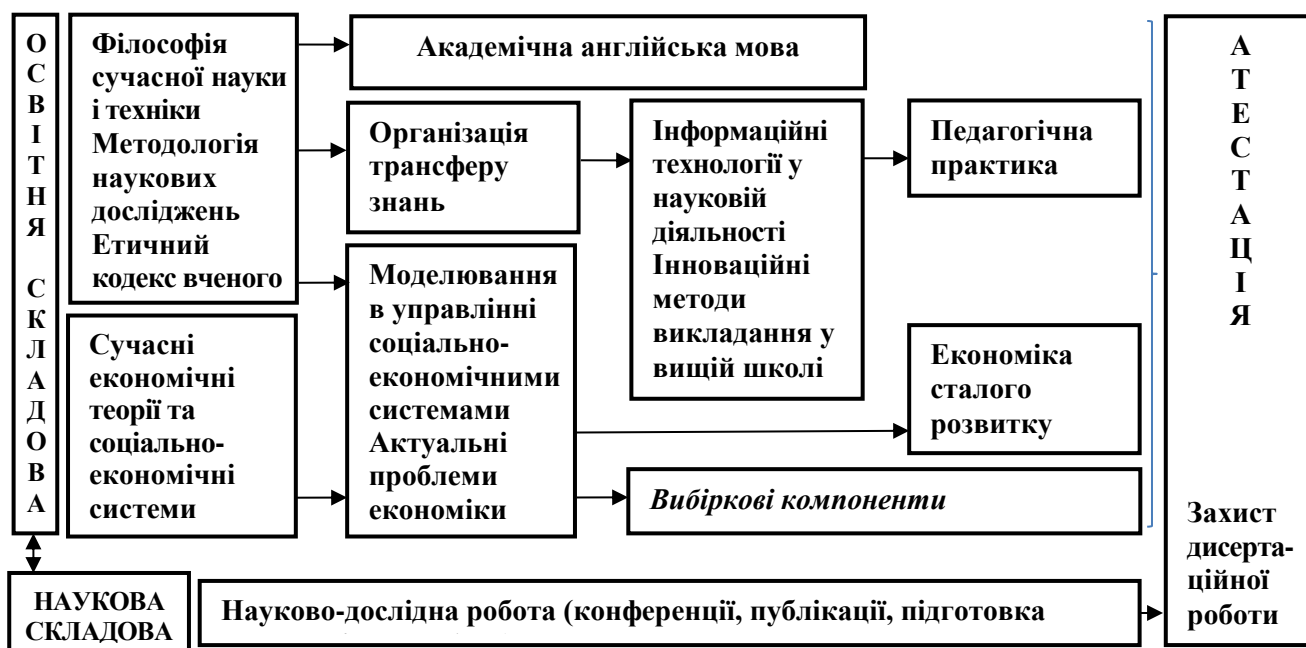 ОСВІТНЯ СКЛАДОВА
Філософія
сучасної науки
і техніки
Методологія
наукових
досліджень
Етичний
кодекс вченого
Сучасні
економічні
теорії та
соціально-
економічні
системи
Академічна англійська мова
Організація
трансферу
знань
Моделювання
в управлінні
соціально-
економічними
системами
Актуальні
проблеми
економіки
Інформаційні
технології у
науковій
діяльності
Інноваційні
методи
викладання у
вищій школі
Педагогічна
практика
Економіка
сталого
розвитку
Вибіркові компоненти
АТЕСТАЦІЯ
Захист
дисерта-
ційної
роботи
НАУКОВА
СКЛАДОВА
Науково-дослідна робота (конференції, публікації, підготовка